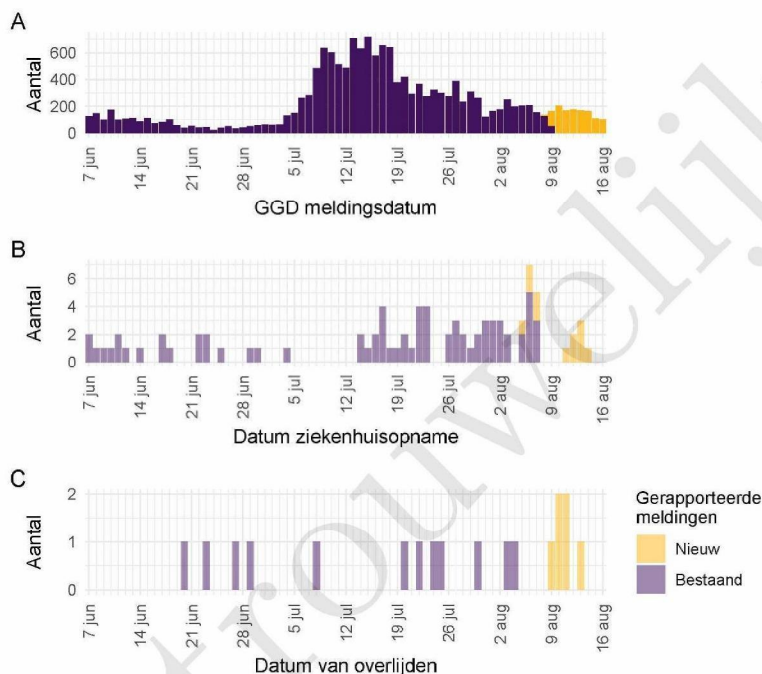 A
Aantal
600
400
200
0
7 jun
14 jun
21 jun
28 jun
5 jul
12 jul
19 jul
26 jul
2 aug
9 aug
16 aug
GGD meldingsdatum
B
Aantal
6
4
2
0
7 jun
14 jun
21 jun
28 jun
5 jul
12 jul
19 jul
26 jul
2 aug
9 aug
16 aug
Datum ziekenhuisopname
C
Aantal
2
1
0
7 jun
14 jun
21 jun
28 jun
5 jul
12 jul
19 jul
26 jul
2 aug
9 aug
16 aug
Datum van overlijden
Gerapporteerde
meldingen
Nieuw
Bestaand
trouwelijk